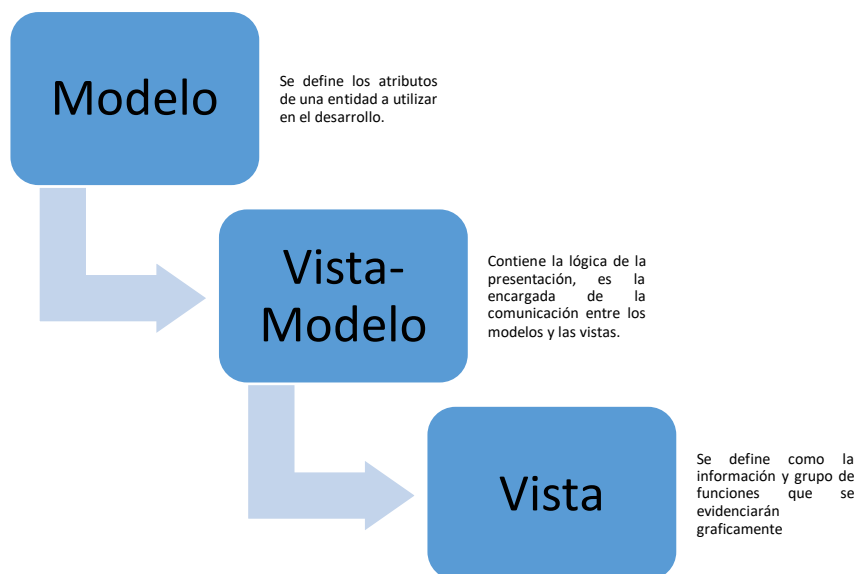 Modelo
Se define los atributos
de una entidad a utilizar
en el desarrollo.
Vista-
Modelo
Contiene la lógica de la
presentación, es la
encargada de la
comunicación entre los
modelos y las vistas.
Vista
Se define como la
información y grupo de
funciones que se
evidenciarán
graficamente